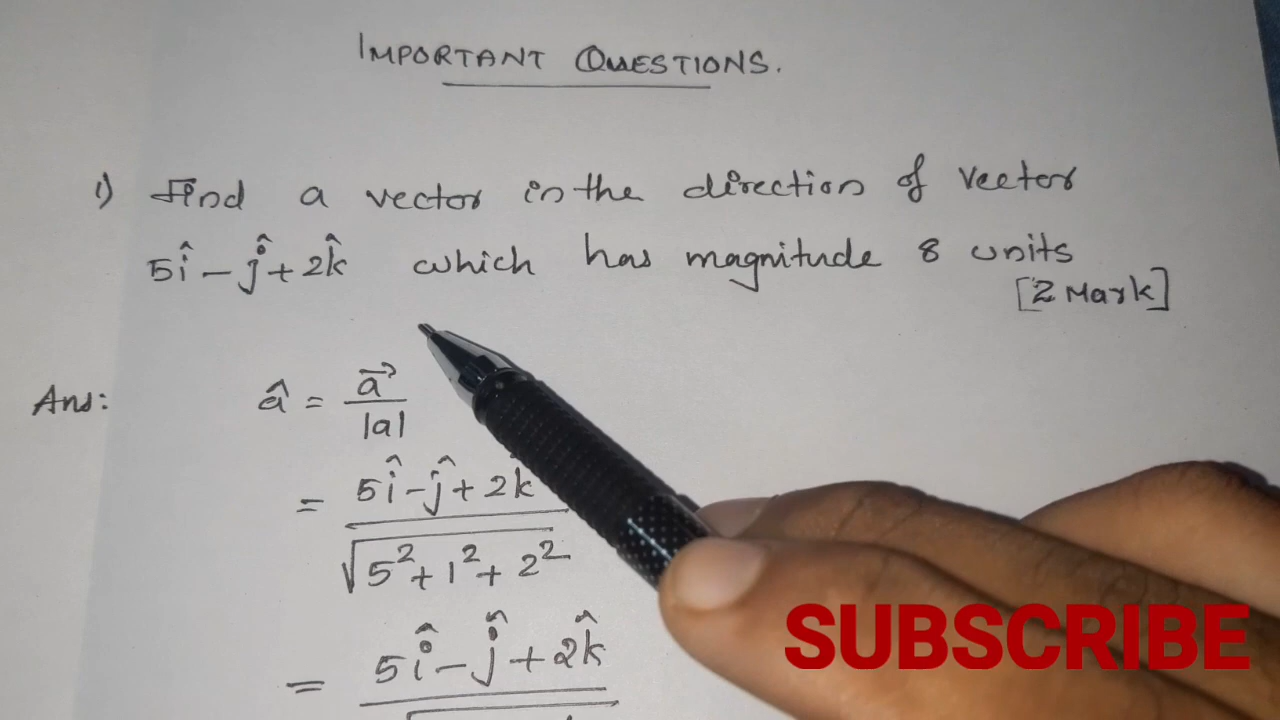 IMPORTANT QUESTIONS.
1) Find a vector in the direction of vector
5î - ĵ + 2k̂ which has magnitude 8 units
[2 Mark]
Ans: â = a⃗ / |a|
= 5î - ĵ + 2k̂ / √5² + 1² + 2²
= 5î - ĵ + 2k̂
SUBSCRIBE